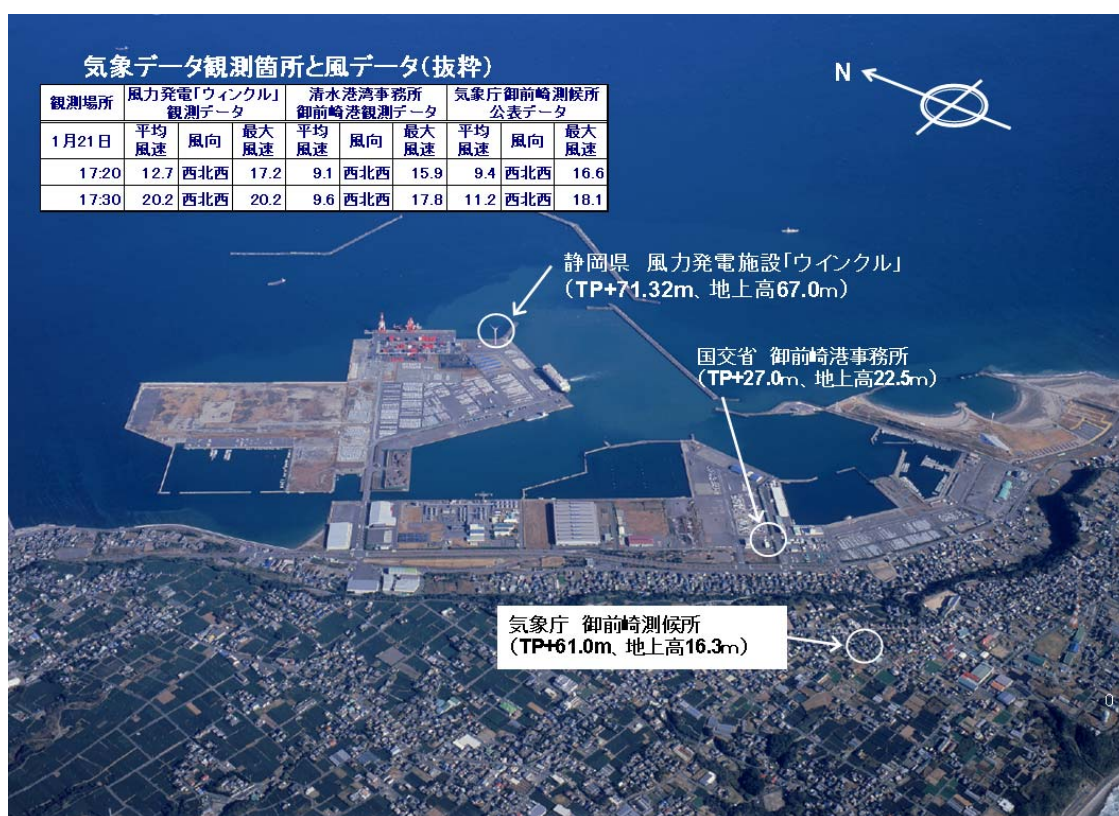 気象データ観測箇所と風データ(抜粋)
観測場所 風力発電「ウィンクル」観測データ 清水港湾事務所御前崎港観測データ 気象庁御前崎測候所公表データ
1月21日 平均風速 風向 最大風速 平均風速 風向 最大風速 平均風速 風向 最大風速
17:20 12.7 西北西 17.2 9.1 西北西 15.9 9.4 西北西 16.6
17:30 20.2 西北西 20.2 9.6 西北西 17.8 11.2 西北西 18.1
N
静岡県 風力発電施設「ウインクル」
(TP+71.32m、地上高67.0m)
国交省 御前崎港事務所
(TP+27.0m、地上高22.5m)
気象庁 御前崎測候所
(TP+61.0m、地上高16.3m)
0